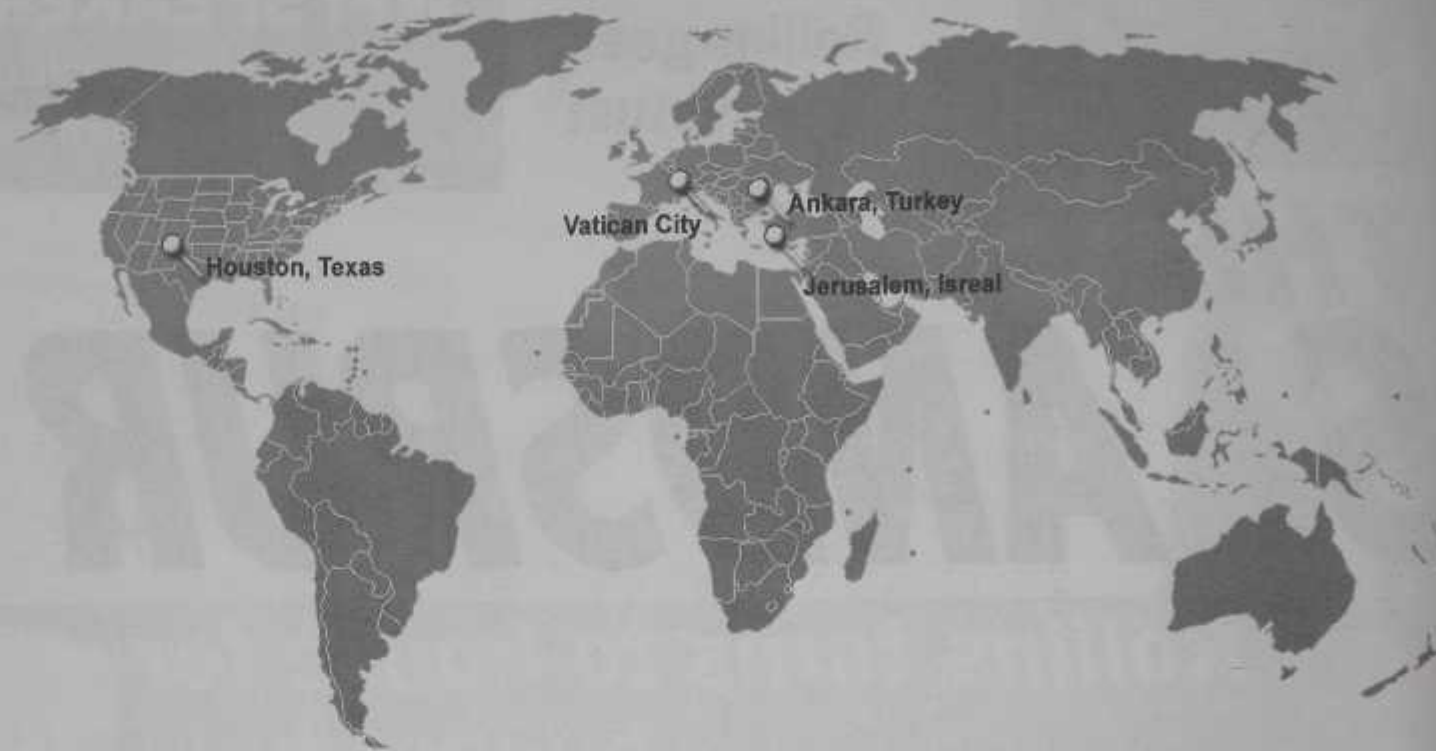 Vatican City
Ankara, Turkey
Houston, Texas
Jerusalem, Isreal